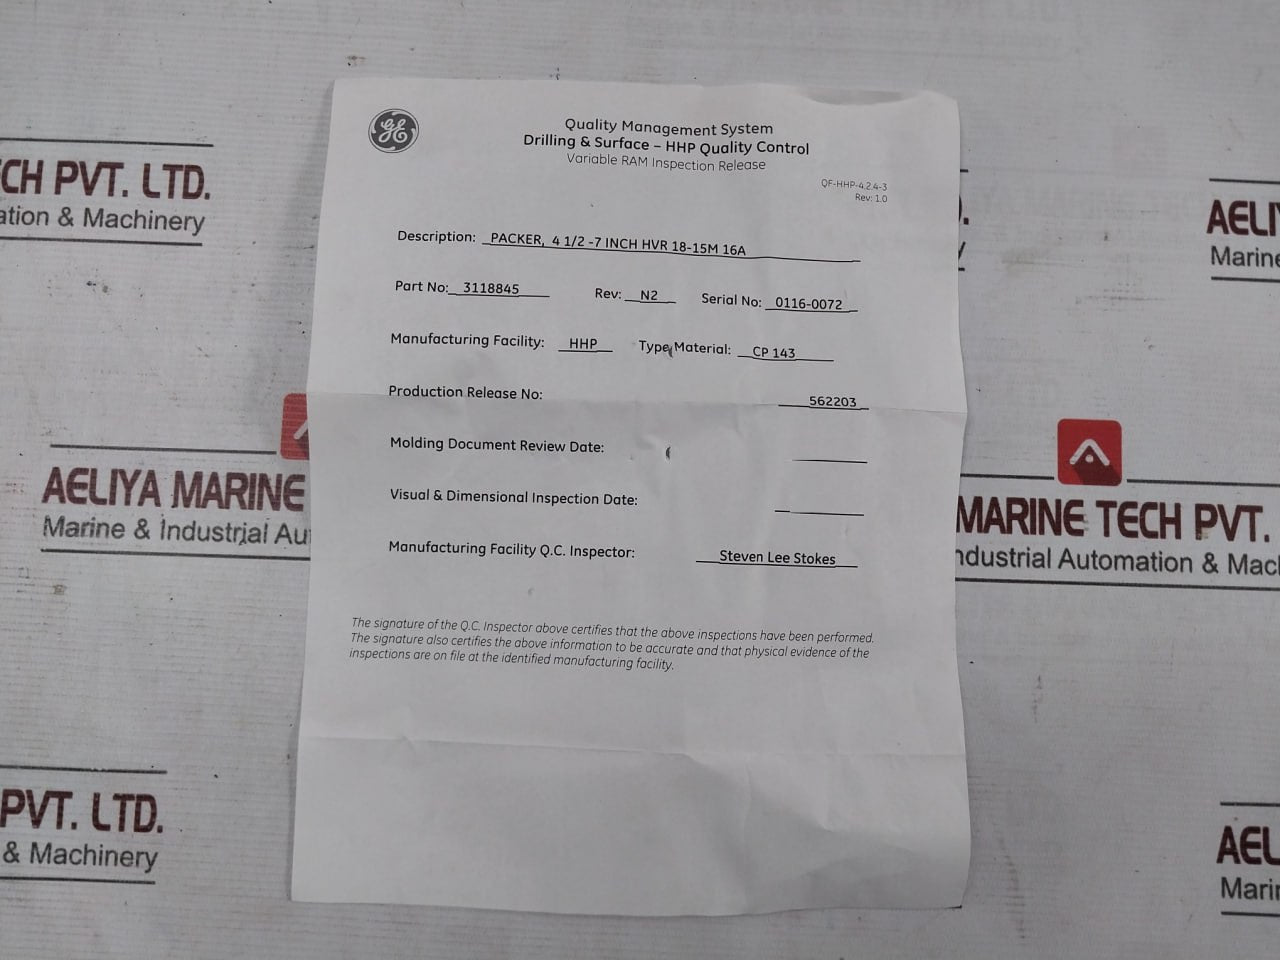 GE
Quality Management System
Drilling & Surface – HHP Quality Control
Variable RAM Inspection Release
QF-HHP-4.2.4-3
Rev: 1.0
Description: PACKER, 4 1/2 -7 INCH HVR 18-15M 16A
Part No: 3118845 Rev: N2 Serial No: 0116-0072
Manufacturing Facility: HHP Type Material: CP 143
Production Release No: 562203
Molding Document Review Date:
Visual & Dimensional Inspection Date:
Manufacturing Facility Q.C. Inspector: Steven Lee Stokes
The signature of the Q.C. Inspector above certifies that the above inspections have been performed.
The signature also certifies the above information to be accurate and that physical evidence of the
inspections are on file at the identified manufacturing facility.
CH PVT. LTD.
ation & Machinery
AELIY
Marine
AELIYA MARINE
Marine & Industrial Au
MARINE TECH PVT.
ndustrial Automation & Mac
PVT. LTD.
& Machinery
AEL
Marin